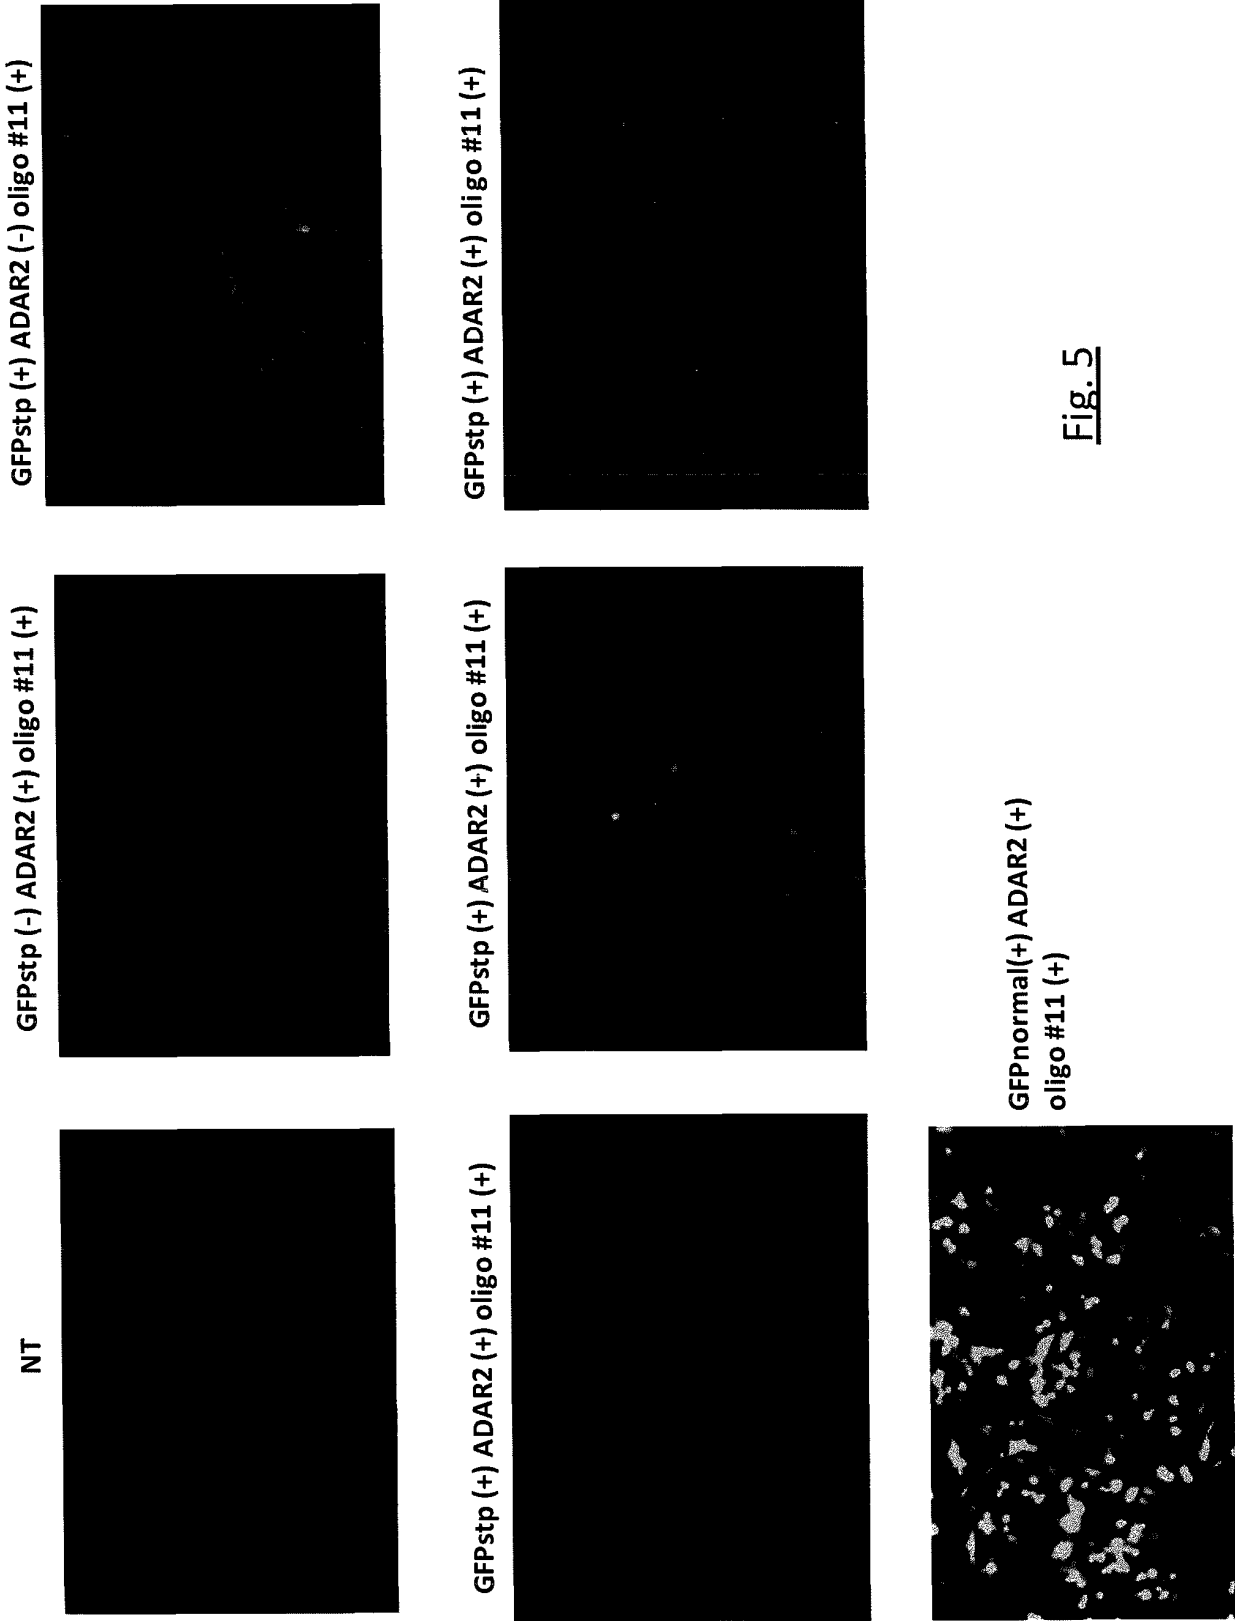 NT
GFPstp (-) ADAR2 (+) oligo #11 (+)
GFPstp (+) ADAR2 (-) oligo #11 (+)
GFPstp (+) ADAR2 (+) oligo #11 (+)
GFPstp (+) ADAR2 (+) oligo #11 (+)
GFPstp (+) ADAR2 (+) oligo #11 (+)
GFPnormal(+) ADAR2 (+)
oligo #11 (+)
Fig. 5